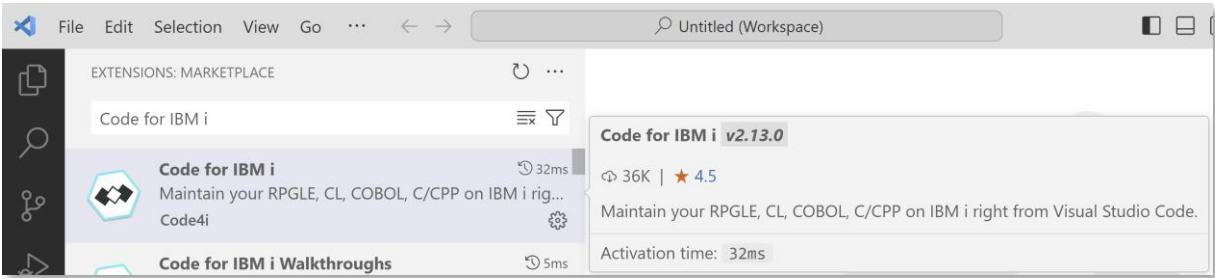 File Edit Selection View Go ··· ← → Untitled (Workspace)
EXTENSIONS: MARKETPLACE
Code for IBM i
Code for IBM i 32ms
Maintain your RPGLE, CL, COBOL, C/CPP on IBM i rig...
Code4i
Code for IBM i Walkthroughs 5ms
Code for IBM i v2.13.0
36K | ★ 4.5
Maintain your RPGLE, CL, COBOL, C/CPP on IBM i right from Visual Studio Code.
Activation time: 32ms